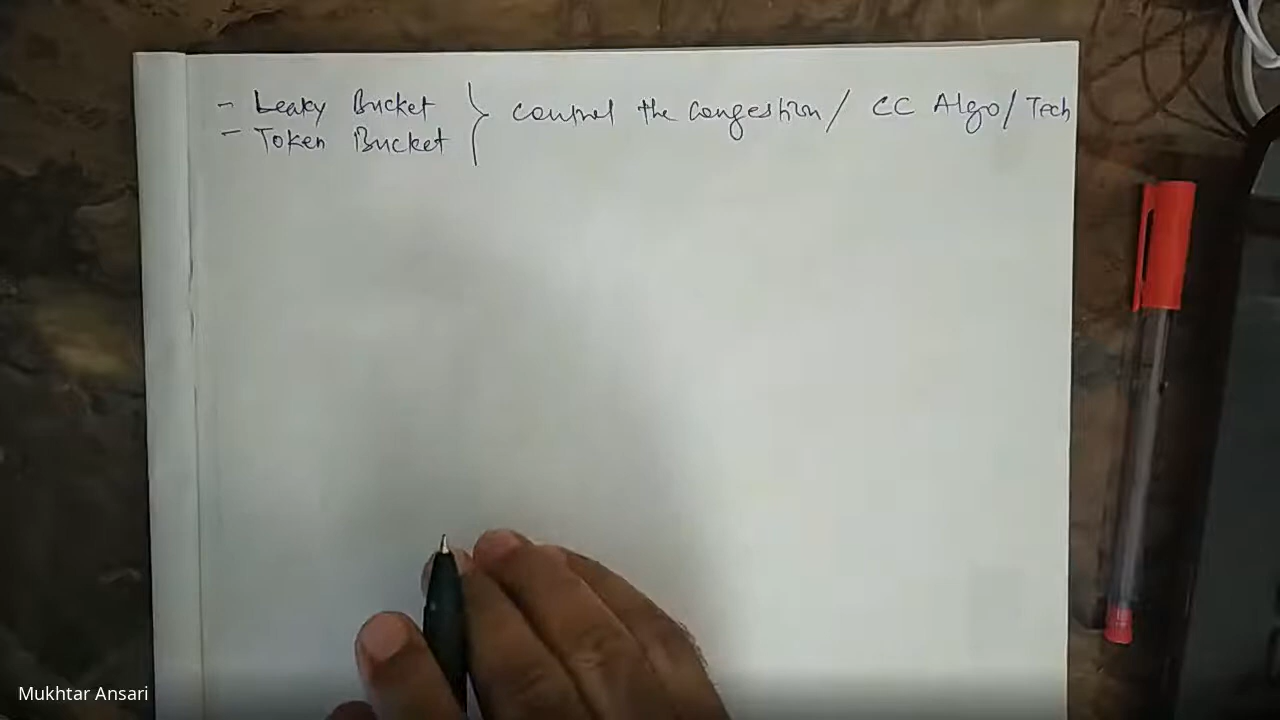 - Leaky Bucket } control the congestion / CC Algo / Tech
- Token Bucket
Mukhtar Ansari